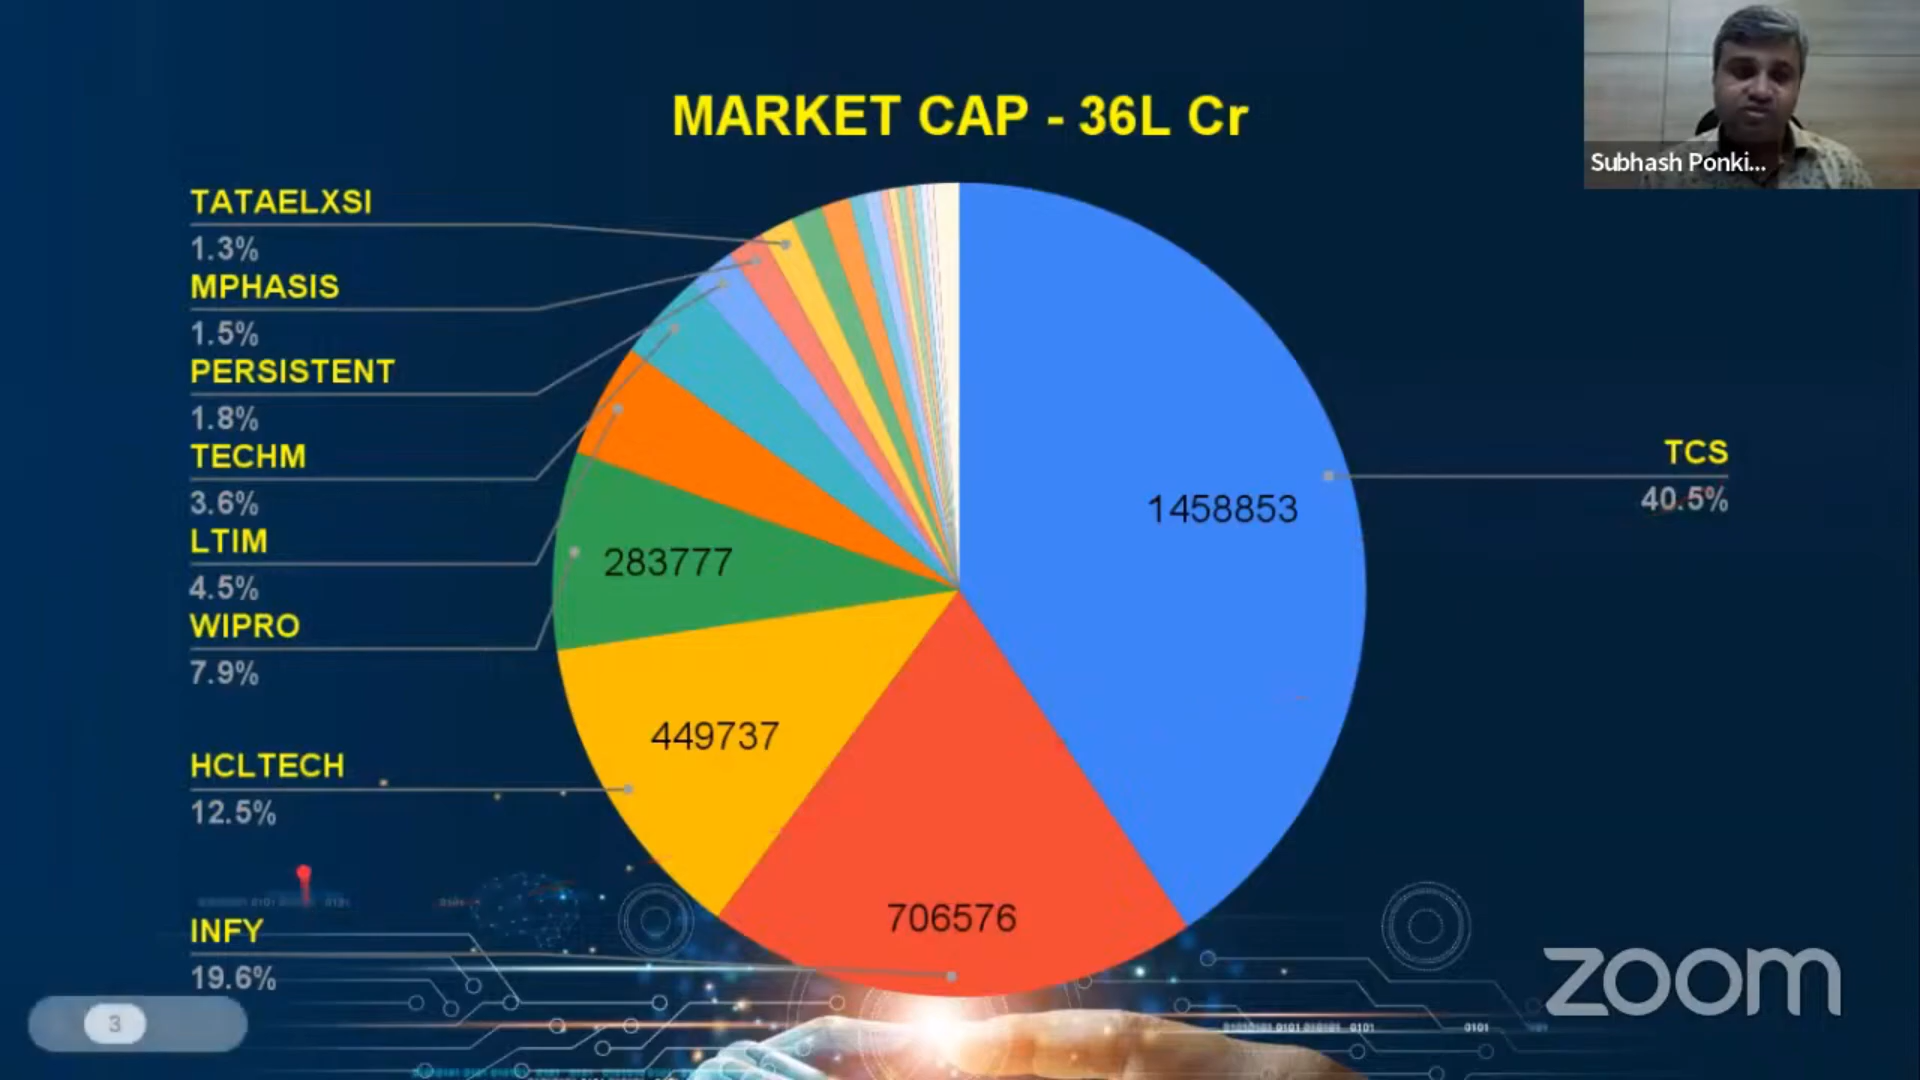 MARKET CAP - 36L Cr
Subhash Ponki...
TATAELXSI
1.3%
MPHASIS
1.5%
PERSISTENT
1.8%
TECHM
3.6%
LTIM
4.5%
WIPRO
7.9%
HCLTECH
12.5%
INFY
19.6%
TCS
40.5%
1458853
283777
449737
706576
3
zoom
0101
0101